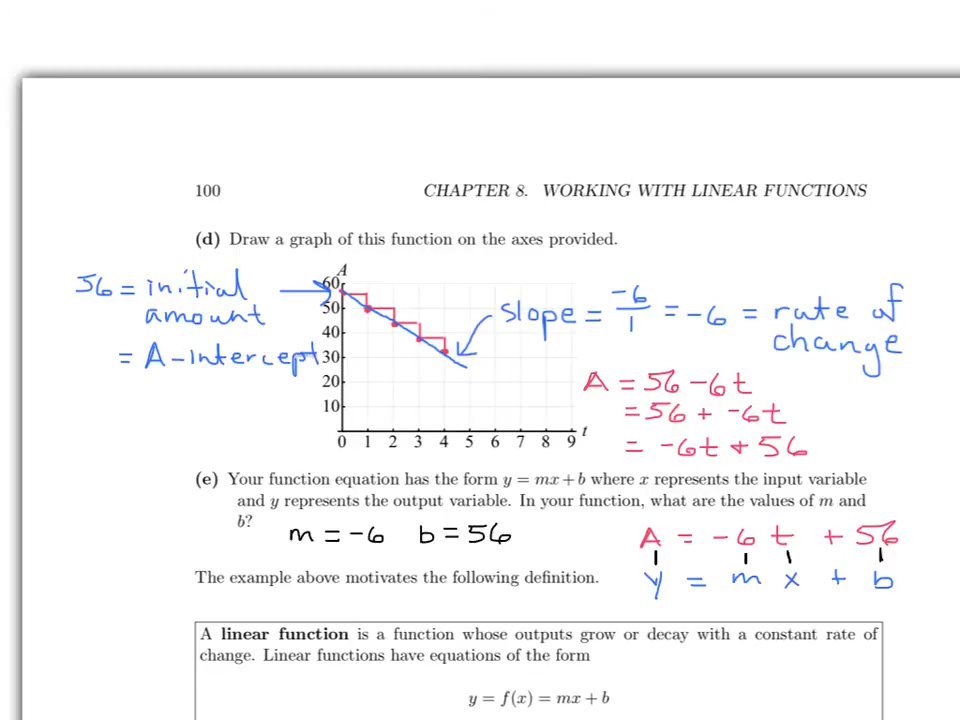 100 CHAPTER 8. WORKING WITH LINEAR FUNCTIONS
(d) Draw a graph of this function on the axes provided.
56 = initial
amount
= A-intercept
A
60
50
40
30
20
10
0 1 2 3 4 5 6 7 8 9 t
slope = -6/1 = -6 = rate of
change
A = 56 - 6t
= 56 + -6t
= -6t + 56
(e) Your function equation has the form y = mx + b where x represents the input variable
and y represents the output variable. In your function, what are the values of m and
b?
m = -6 b = 56
A = -6 t + 56
y = m x + b
The example above motivates the following definition.
A linear function is a function whose outputs grow or decay with a constant rate of
change. Linear functions have equations of the form
y = f(x) = mx + b